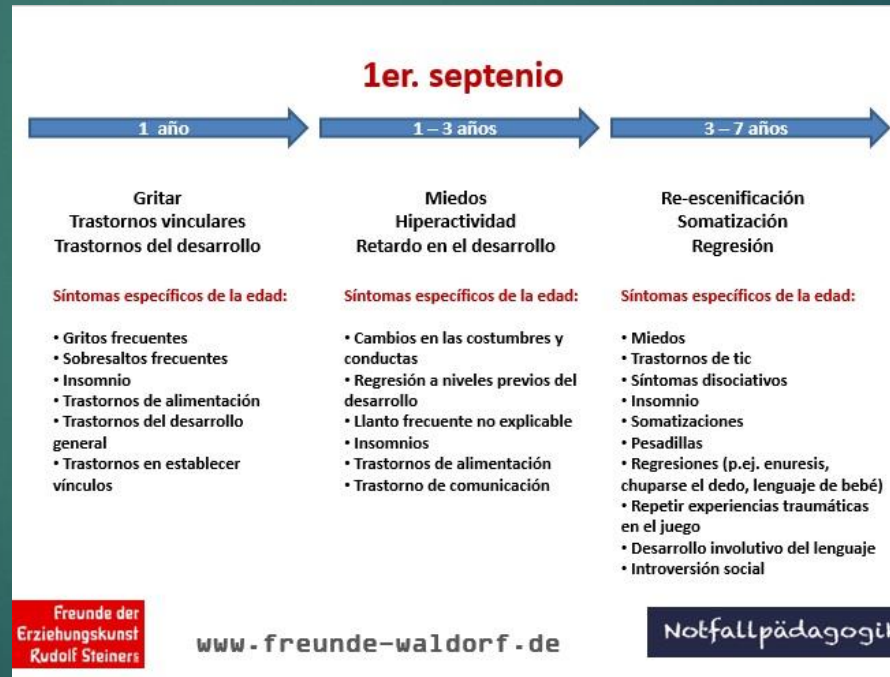 1er. septenio
1 año
1 – 3 años
3 – 7 años
Gritar
Trastornos vinculares
Trastornos del desarrollo
Síntomas específicos de la edad:
• Gritos frecuentes
• Sobresaltos frecuentes
• Insomnio
• Trastornos de alimentación
• Trastornos del desarrollo
general
• Trastornos en establecer
vínculos
Miedos
Hiperactividad
Retardo en el desarrollo
Síntomas específicos de la edad:
• Cambios en las costumbres y
conductas
• Regresión a niveles previos del
desarrollo
• Llanto frecuente no explicable
• Insomnios
• Trastornos de alimentación
• Trastorno de comunicación
Re-escenificación
Somatización
Regresión
Síntomas específicos de la edad:
• Miedos
• Trastornos de tic
• Síntomas disociativos
• Insomnio
• Somatizaciones
• Pesadillas
• Regresiones (p.ej. enuresis,
chuparse el dedo, lenguaje de bebé)
• Repetir experiencias traumáticas
en el juego
• Desarrollo involutivo del lenguaje
• Introversión social
Freunde der
Erziehungskunst
Rudolf Steiners
www.freunde-waldorf.de
Notfallpädagogik